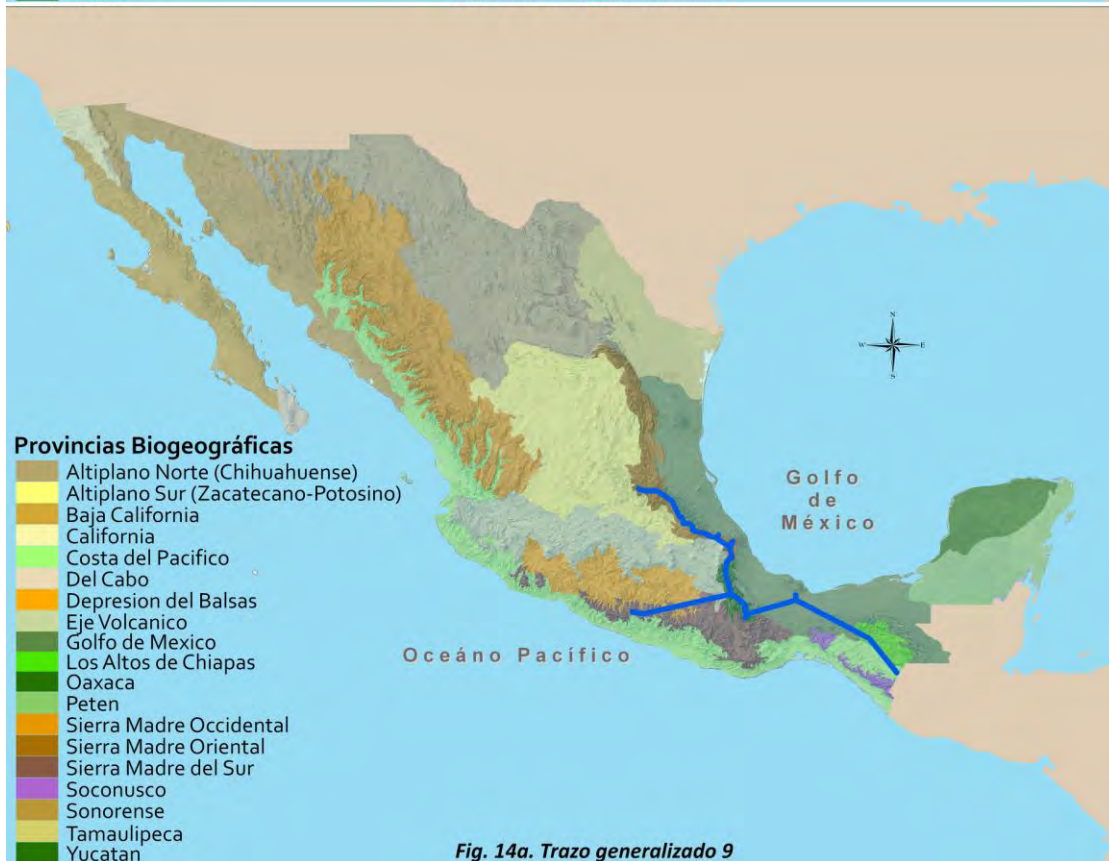 N
W E
S
Golfo
de
México
Oceáno Pacífico
Provincias Biogeográficas
Altiplano Norte (Chihuahuense)
Altiplano Sur (Zacatecano-Potosino)
Baja California
California
Costa del Pacifico
Del Cabo
Depresion del Balsas
Eje Volcanico
Golfo de Mexico
Los Altos de Chiapas
Oaxaca
Peten
Sierra Madre Occidental
Sierra Madre Oriental
Sierra Madre del Sur
Soconusco
Sonorense
Tamaulipeca
Yucatan
Fig. 14a. Trazo generalizado 9